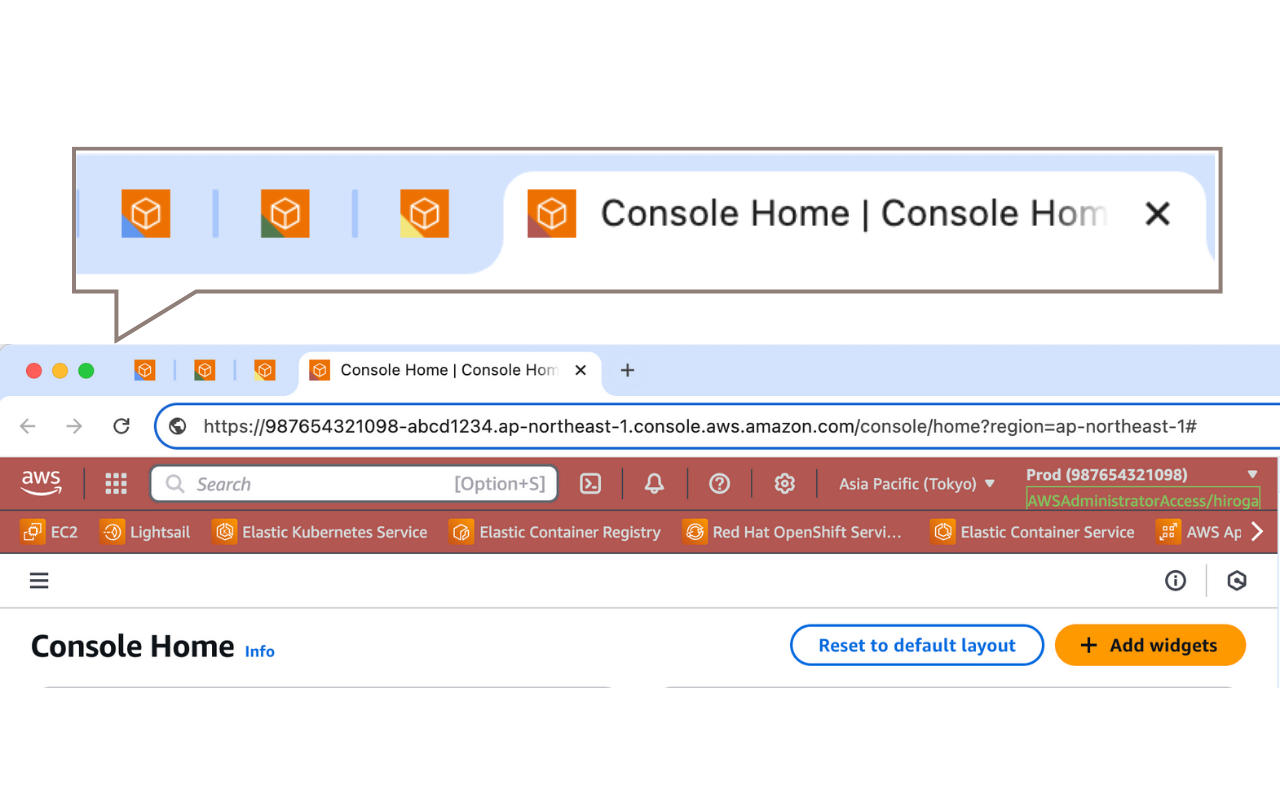 Console Home | Console Hom
Console Home | Console Hom
https://987654321098-abcd1234.ap-northeast-1.console.aws.amazon.com/console/home?region=ap-northeast-1#
aws
Search [Option+S]
Asia Pacific (Tokyo)
Prod (987654321098)
AWSAdministratorAccess/hiroga
EC2 Lightsail Elastic Kubernetes Service Elastic Container Registry Red Hat OpenShift Servi... Elastic Container Service AWS Ap
Console Home Info
Reset to default layout
Add widgets